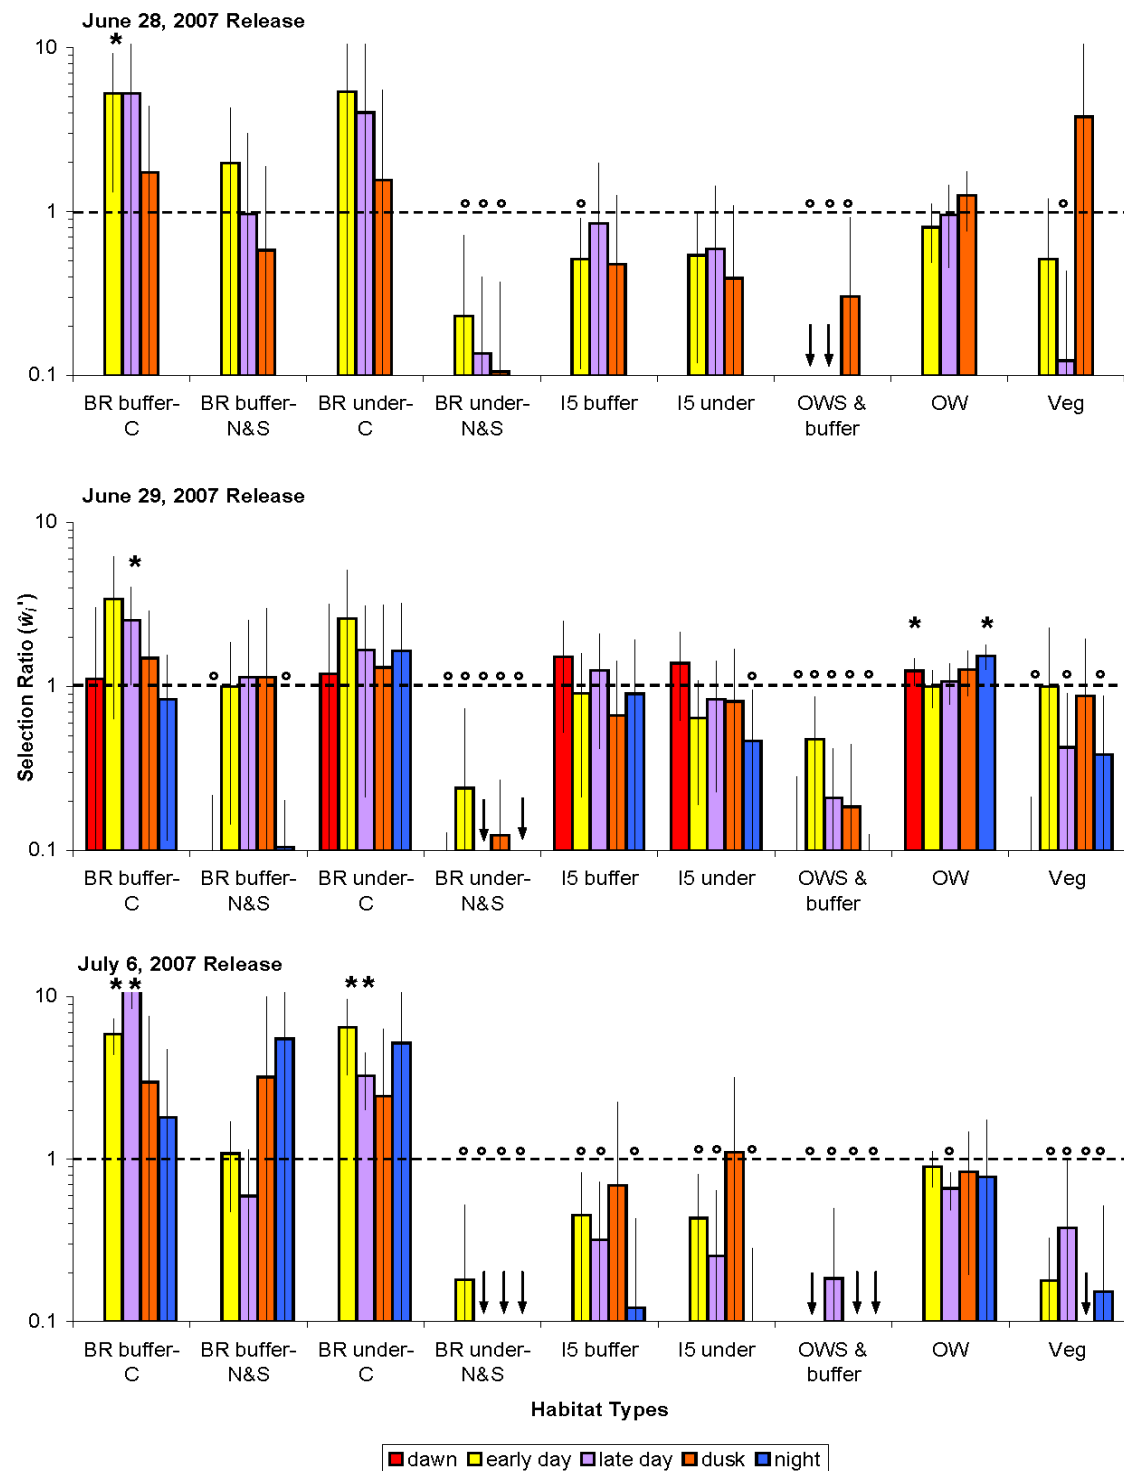 June 28, 2007 Release
*
10
1
0.1
BR buffer- BR buffer- BR under- BR under- I5 buffer I5 under OWS & OW Veg
C N&S C N&S buffer
June 29, 2007 Release
10
*
* *
1
0.1
Selection Ratio (ŵi')
BR buffer- BR buffer- BR under- BR under- I5 buffer I5 under OWS & OW Veg
C N&S C N&S buffer
July 6, 2007 Release
** **
10
1
0.1
BR buffer- BR buffer- BR under- BR under- I5 buffer I5 under OWS & OW Veg
C N&S C N&S buffer
Habitat Types
dawn early day late day dusk night